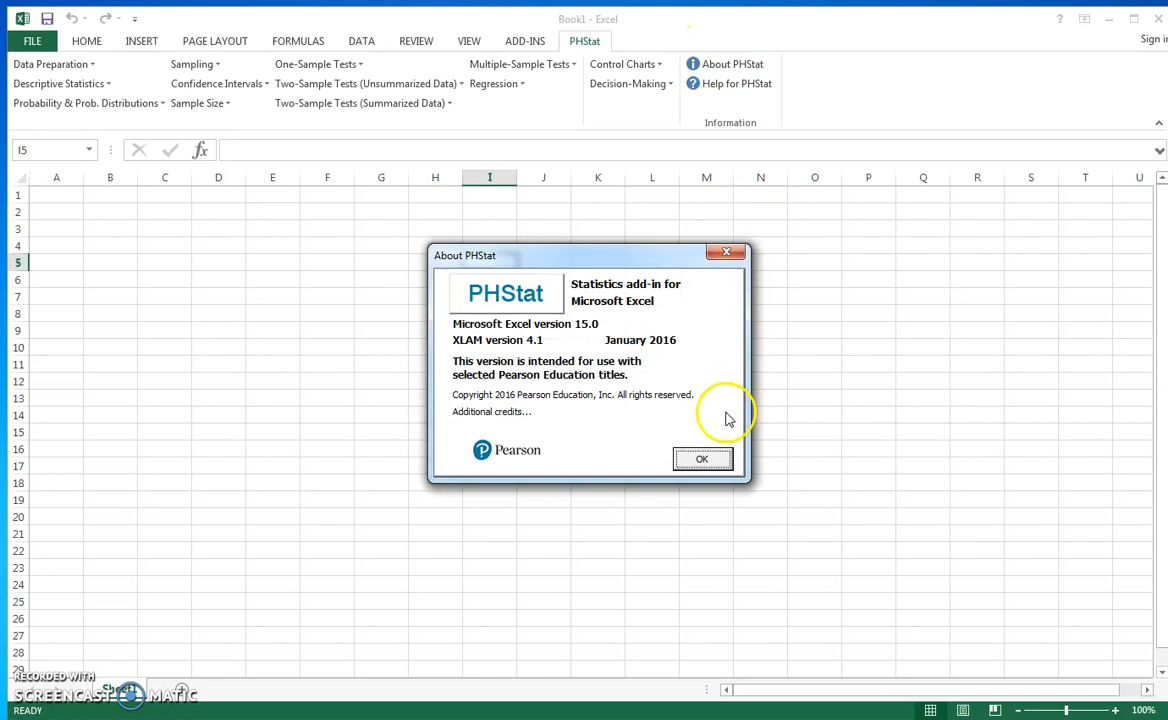 Book1 - Excel
FILE HOME INSERT PAGE LAYOUT FORMULAS DATA REVIEW VIEW ADD-INS PHStat Sign in
Data Preparation Sampling One-Sample Tests Multiple-Sample Tests Control Charts About PHStat
Descriptive Statistics Confidence Intervals Two-Sample Tests (Unsummarized Data) Regression Decision-Making Help for PHStat
Probability & Prob. Distributions Sample Size Two-Sample Tests (Summarized Data)
Information
I5 fx
A B C D E F G H I J K L M N O P Q R S T U
1
2
3
4
5
6
7
8
9
10
11
12
13
14
15
16
17
18
19
20
21
22
23
24
25
26
27
28
29
About PHStat
PHStat Statistics add-in for
Microsoft Excel
Microsoft Excel version 15.0
XLAM version 4.1 January 2016
This version is intended for use with
selected Pearson Education titles.
Copyright 2016 Pearson Education, Inc. All rights reserved.
Additional credits...
Pearson
OK
RECORDED WITH
SCREENCAST MATIC
Sheet1
READY 100%